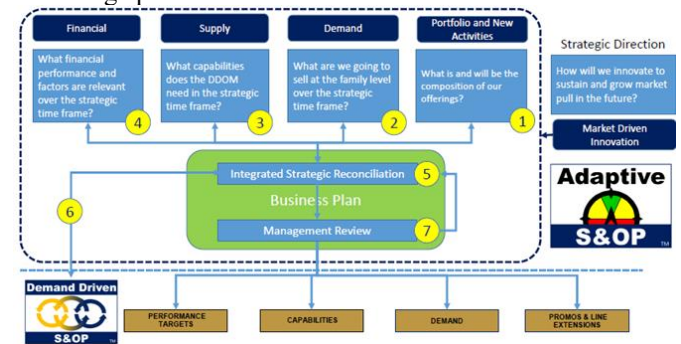 Financial
Supply
Demand
Portfolio and New
Activities
Strategic Direction
What financial
performance and
factors are relevant
over the strategic
time frame?
4
What capabilities
does the DDOM
need in the strategic
time frame?
3
What are we going to
sell at the family level
over the strategic
time frame?
2
What is and will be the
composition of our
offerings?
1
How will we innovate to
sustain and grow market
pull in the future?
Market Driven
Innovation
Integrated Strategic Reconciliation
5
Business Plan
Management Review
7
6
Adaptive
S&OP
TM
Demand Driven
S&OP
TM
PERFORMANCE
TARGETS
CAPABILITIES
DEMAND
PROMOS & LINE
EXTENSIONS